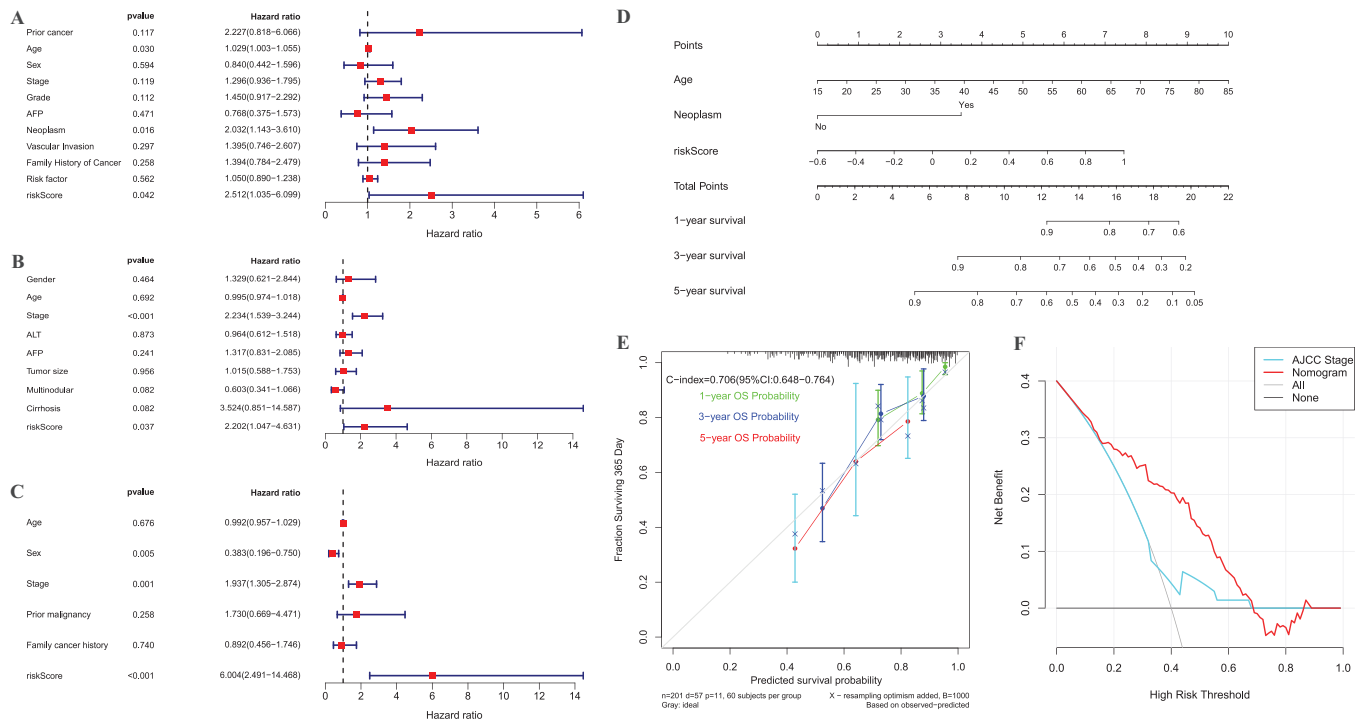 A
pvalue Hazard ratio
Prior cancer 0.117 2.227(0.818−6.066)
Age 0.030 1.029(1.003−1.055)
Sex 0.594 0.840(0.442−1.596)
Stage 0.119 1.296(0.936−1.795)
Grade 0.112 1.450(0.917−2.292)
AFP 0.471 0.768(0.375−1.573)
Neoplasm 0.016 2.032(1.143−3.610)
Vascular Invasion 0.297 1.395(0.746−2.607)
Family History of Cancer 0.258 1.394(0.784−2.479)
Risk factor 0.562 1.050(0.890−1.238)
riskScore 0.042 2.512(1.035−6.099)
0 1 2 3 4 5 6
Hazard ratio
B
pvalue Hazard ratio
Gender 0.464 1.329(0.621−2.844)
Age 0.692 0.995(0.974−1.018)
Stage <0.001 2.234(1.539−3.244)
ALT 0.873 0.964(0.612−1.518)
AFP 0.241 1.317(0.831−2.085)
Tumor size 0.956 1.015(0.588−1.753)
Multinodular 0.082 0.603(0.341−1.066)
Cirrhosis 0.082 3.524(0.851−14.587)
riskScore 0.037 2.202(1.047−4.631)
0 2 4 6 8 10 12 14
Hazard ratio
C
pvalue Hazard ratio
Age 0.676 0.992(0.957−1.029)
Sex 0.005 0.383(0.196−0.750)
Stage 0.001 1.937(1.305−2.874)
Prior malignancy 0.258 1.730(0.669−4.471)
Family cancer history 0.740 0.892(0.456−1.746)
riskScore <0.001 6.004(2.491−14.468)
0 2 4 6 8 10 12 14
Hazard ratio
D
0 1 2 3 4 5 6 7 8 9 10
Points
Age
15 20 25 30 35 40 45 50 55 60 65 70 75 80 85
Yes
Neoplasm
No
riskScore
−0.6 −0.4 −0.2 0 0.2 0.4 0.6 0.8 1
Total Points
0 2 4 6 8 10 12 14 16 18 20 22
1−year survival
0.9 0.8 0.7 0.6
3−year survival
0.9 0.8 0.7 0.6 0.5 0.4 0.3 0.2
5−year survival
0.9 0.8 0.7 0.6 0.5 0.4 0.3 0.2 0.1 0.05
E
C−index=0.706(95%CI:0.648−0.764)
1−year OS Probability
3−year OS Probability
5−year OS Probability
Fraction Surviving 365 Day
1.0
0.8
0.6
0.4
0.2
0.0
0.0 0.2 0.4 0.6 0.8 1.0
Predicted survival probability
n=201 d=57 p=11, 60 subjects per group
Gray: ideal
X − resampling optimism added, B=1000
Based on observed−predicted
F
AJCC Stage
Nomogram
All
None
Net Benefit
0.4
0.3
0.2
0.1
0.0
0.0 0.2 0.4 0.6 0.8 1.0
High Risk Threshold